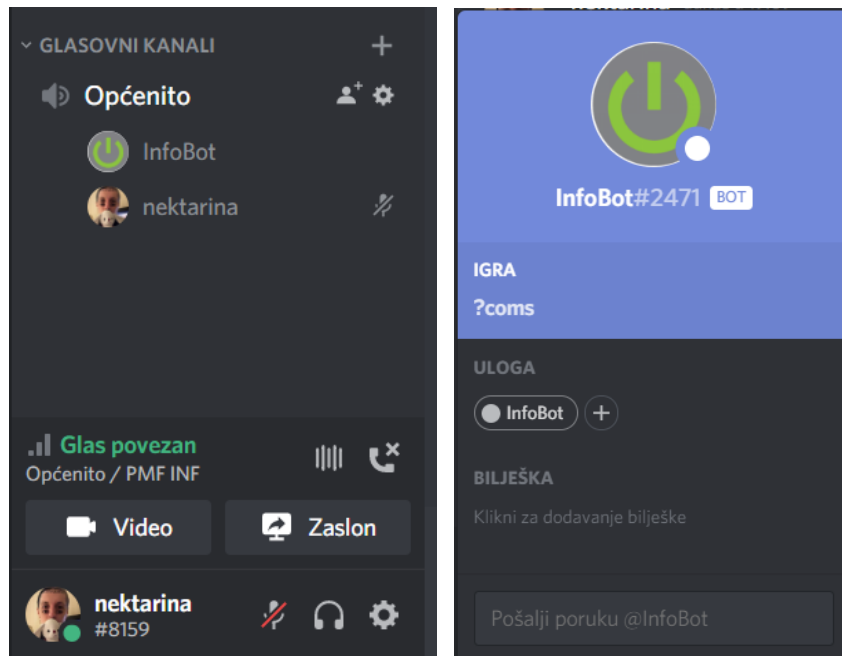 GLASOVNI KANALI
Općenito
InfoBot
nektarina
Glas povezan
Općenito / PMF INF
Video
Zaslon
nektarina
#8159
InfoBot#2471 BOT
IGRA
?coms
ULOGA
InfoBot
BILJEŠKA
Klikni za dodavanje bilješke
Pošalji poruku @InfoBot